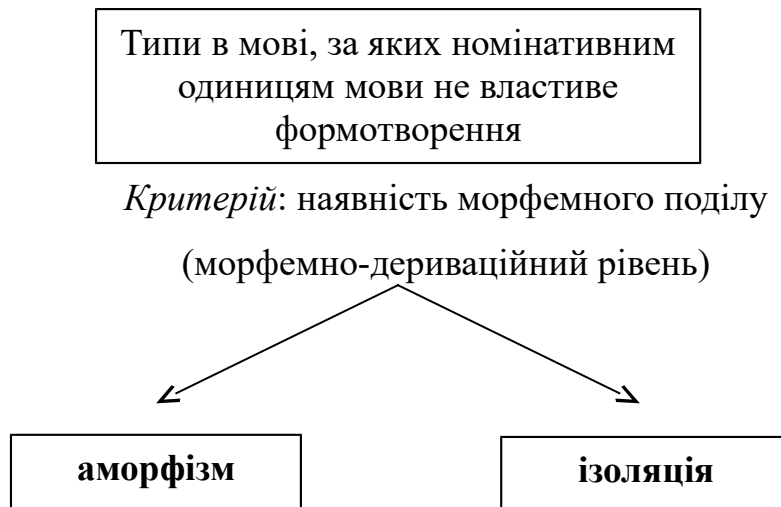 Типи в мові, за яких номінативним
одиницям мови не властиве
формотворення
Критерій: наявність морфемного поділу
(морфемно-дериваційний рівень)
аморфізм
ізоляція